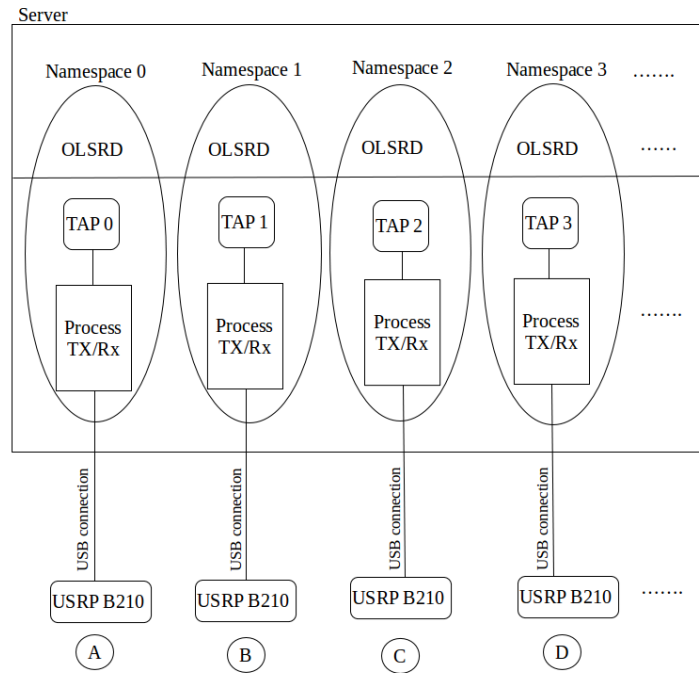 Server
Namespace 0 Namespace 1 Namespace 2 Namespace 3 .......
OLSRD OLSRD OLSRD OLSRD ......
TAP 0 TAP 1 TAP 2 TAP 3
Process Process Process Process .......
TX/Rx TX/Rx TX/Rx TX/Rx
USB connection USB connection USB connection USB connection
USRP B210 USRP B210 USRP B210 USRP B210 .......
A B C D